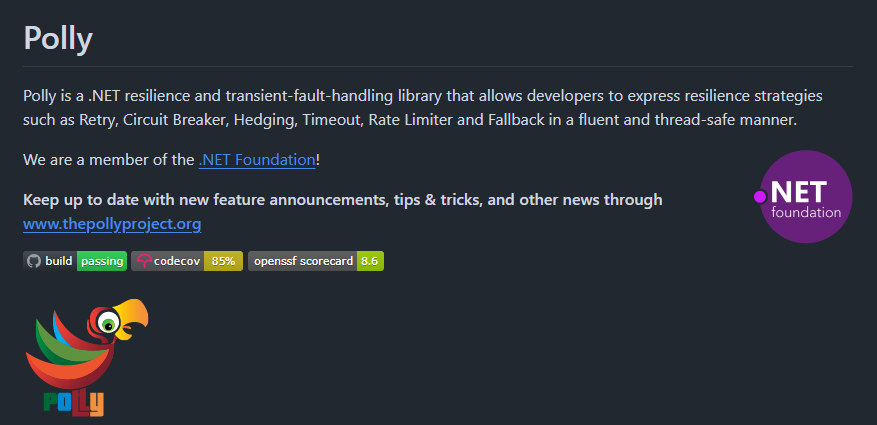 Polly
Polly is a .NET resilience and transient-fault-handling library that allows developers to express resilience strategies
such as Retry, Circuit Breaker, Hedging, Timeout, Rate Limiter and Fallback in a fluent and thread-safe manner.
We are a member of the .NET Foundation!
Keep up to date with new feature announcements, tips & tricks, and other news through
www.thepollyproject.org
NET
foundation
build passing codecov 85% openssf scorecard 8.6
POLLY